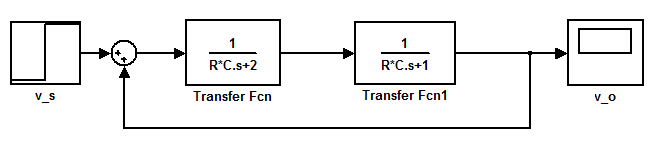 +
+
1
R*C.s+2
1
R*C.s+1
v_s
Transfer Fcn
Transfer Fcn1
v_o